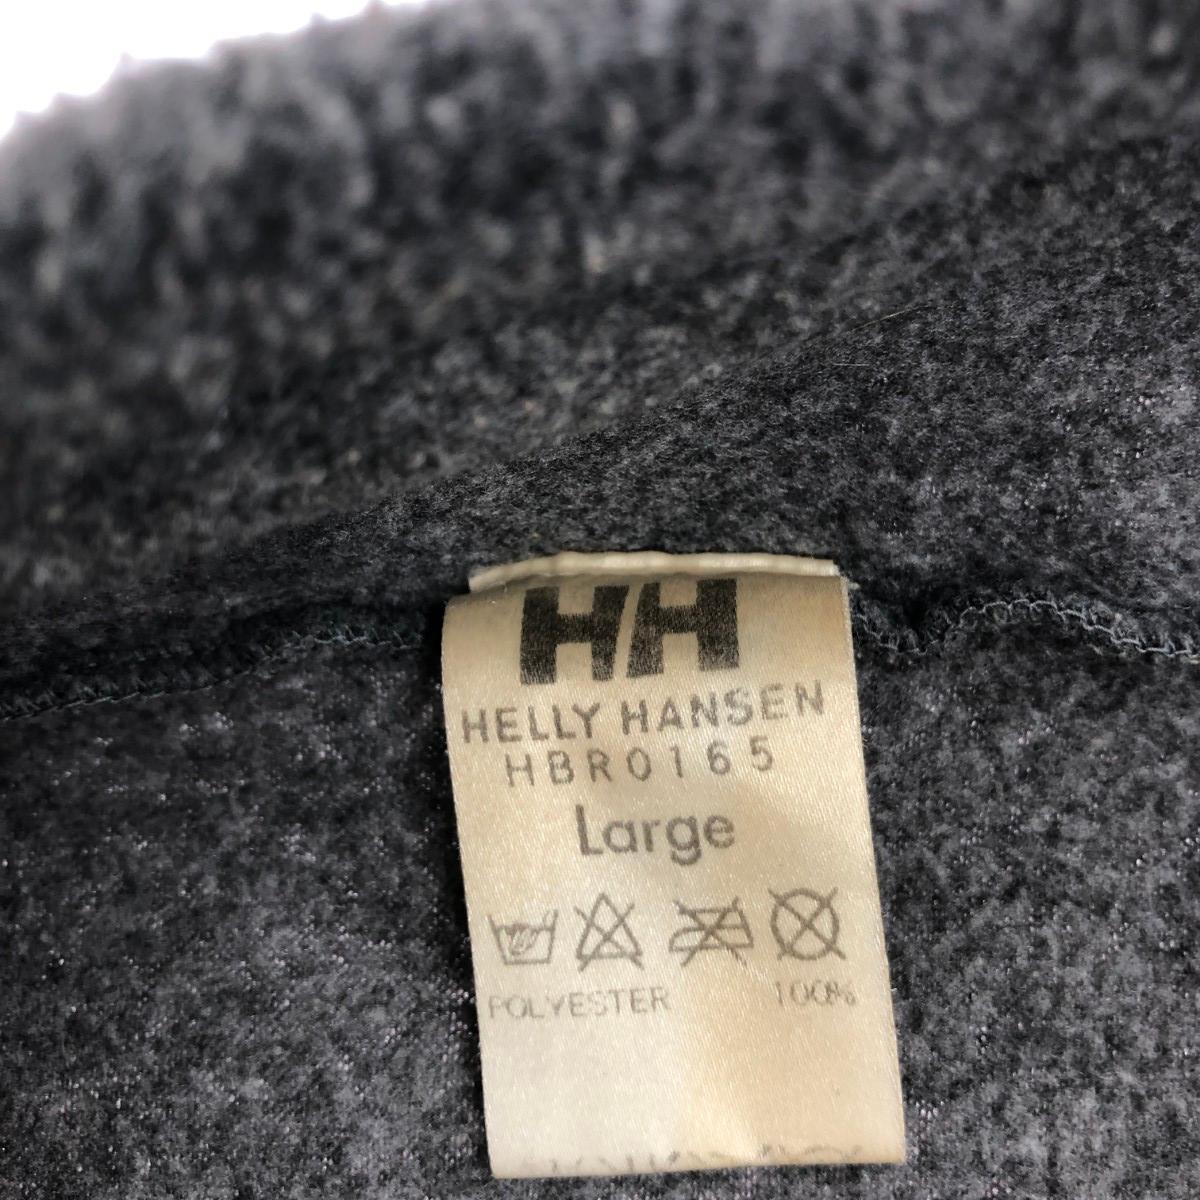 HH
HELLY HANSEN
HBR0165
Large
POLYESTER 100%